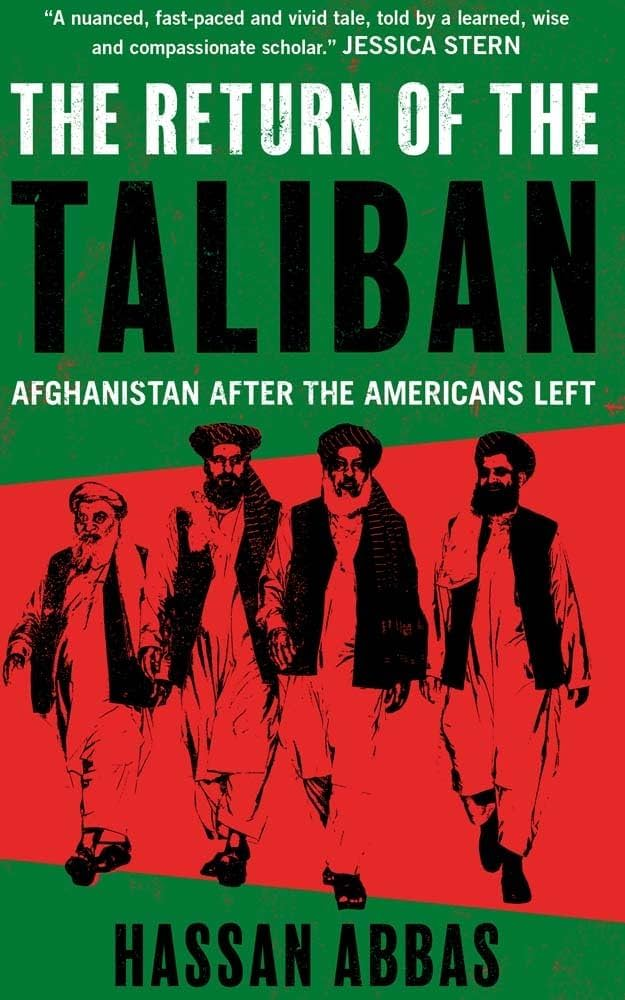 “A nuanced, fast-paced and vivid tale, told by a learned, wise
and compassionate scholar.” JESSICA STERN
THE RETURN OF THE
TALIBAN
AFGHANISTAN AFTER THE AMERICANS LEFT
HASSAN ABBAS